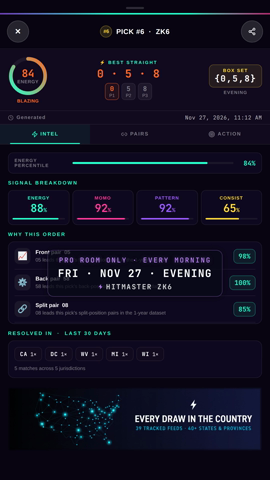 #6 PICK #6 · ZK6
84
ENERGY
BLAZING
⚡ BEST STRAIGHT
0 · 5 · 8
0 P1
5 P2
8 P3
BOX SET
{0,5,8}
EVENING
Generated
Nov 27, 2026, 11:12 AM
INTEL
PAIRS
ACTION
ENERGY PERCENTILE
84%
SIGNAL BREAKDOWN
ENERGY
88%
MOMO
92%
PATTERN
92%
CONSIST
65%
WHY THIS ORDER
Front pair
98%
PRO ROOM ONLY · EVERY MORNING
FRI · NOV 27 · EVENING
HITMASTER ZK6
100%
Split pair 08
08 leads this pick's split-position pairs in the 1-year dataset
85%
RESOLVED IN · LAST 30 DAYS
CA 1×
DC 1×
WV 1×
MI 1×
WI 1×
5 matches across 5 jurisdictions
EVERY DRAW IN THE COUNTRY
39 TRACKED FEEDS · 40+ STATES & PROVINCES